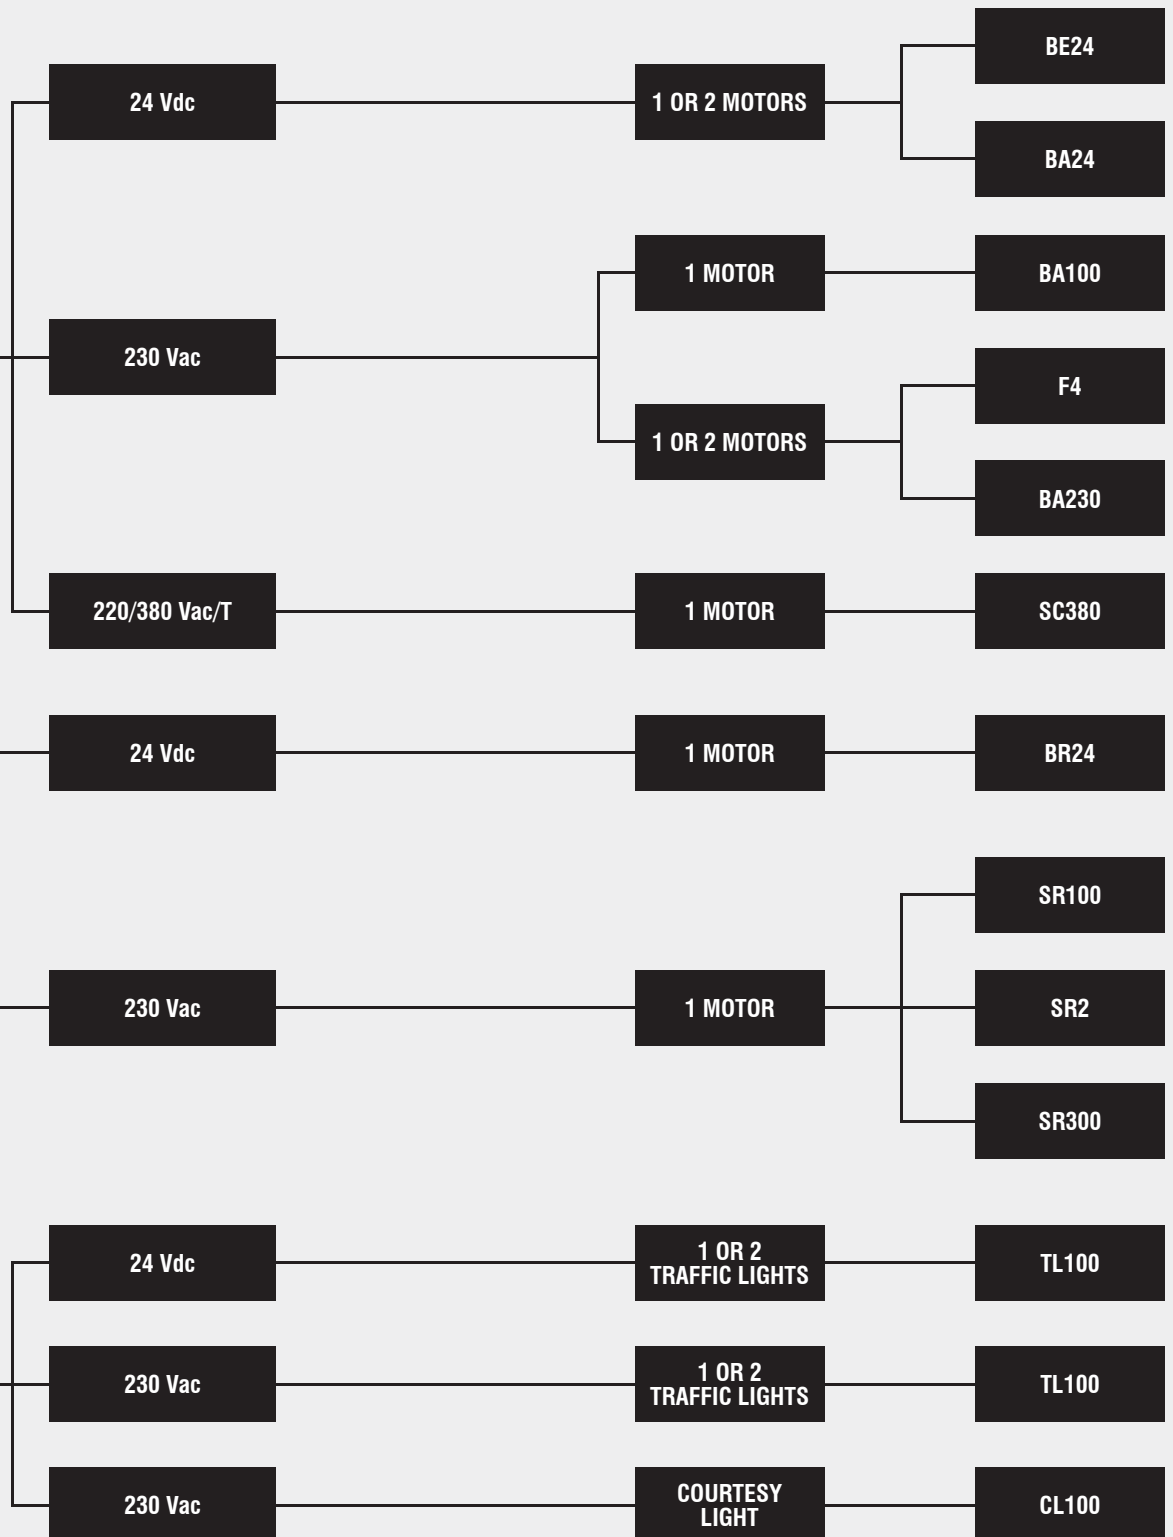 BE24
24 Vdc
1 OR 2 MOTORS
BA24
1 MOTOR
BA100
230 Vac
F4
1 OR 2 MOTORS
BA230
220/380 Vac/T
1 MOTOR
SC380
24 Vdc
1 MOTOR
BR24
SR100
230 Vac
1 MOTOR
SR2
SR300
24 Vdc
1 OR 2
TRAFFIC LIGHTS
TL100
230 Vac
1 OR 2
TRAFFIC LIGHTS
TL100
230 Vac
COURTESY
LIGHT
CL100